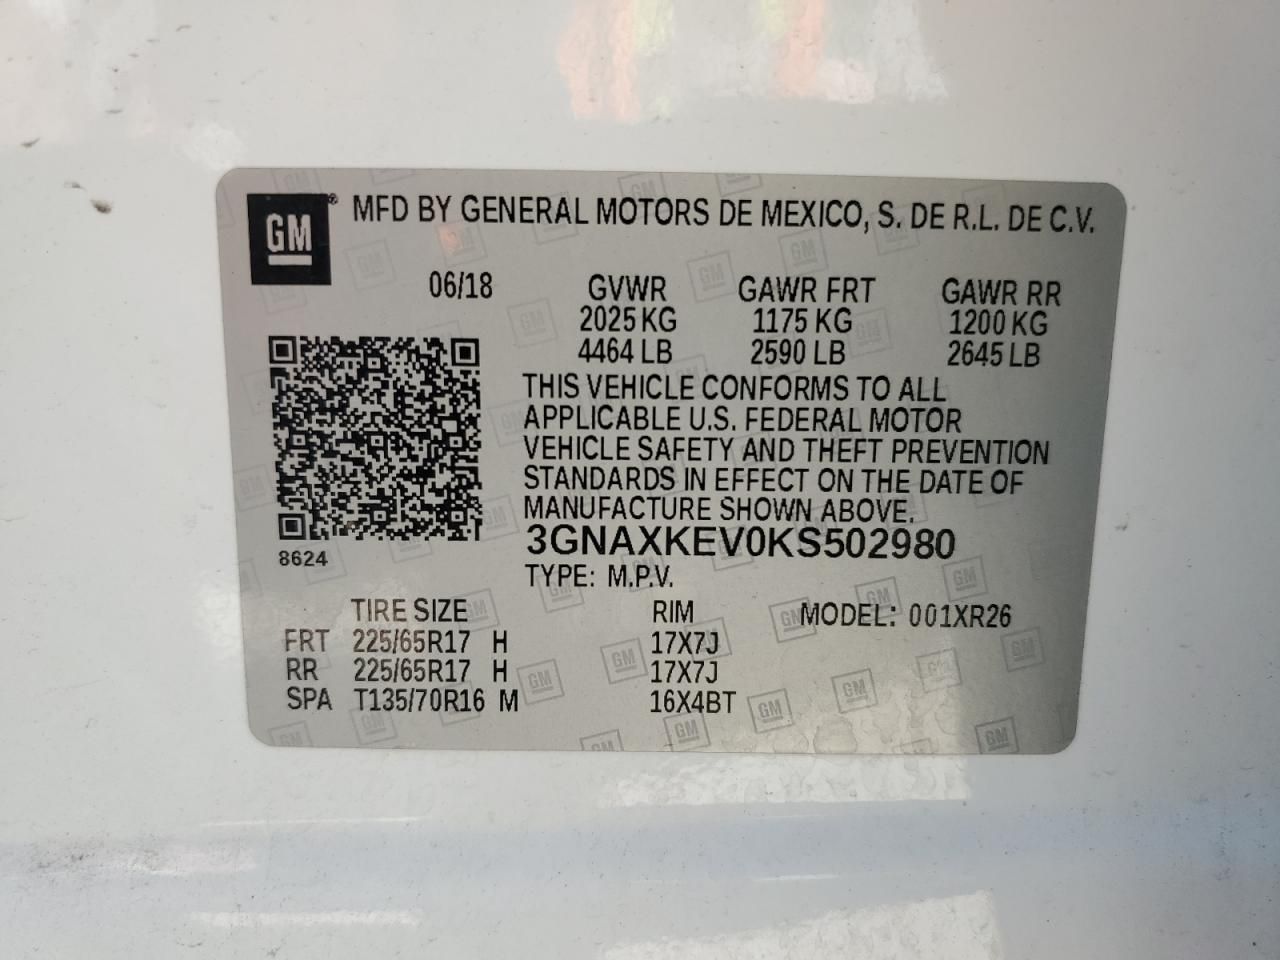 GM® MFD BY GENERAL MOTORS DE MEXICO, S. DE R.L. DE C.V.
06/18 GVWR GAWR FRT GAWR RR
2025 KG 1175 KG 1200 KG
4464 LB 2590 LB 2645 LB
THIS VEHICLE CONFORMS TO ALL
APPLICABLE U.S. FEDERAL MOTOR
VEHICLE SAFETY AND THEFT PREVENTION
STANDARDS IN EFFECT ON THE DATE OF
MANUFACTURE SHOWN ABOVE.
3GNAXKEV0KS502980
8624
TYPE: M.P.V.
TIRE SIZE RIM MODEL: 001XR26
FRT 225/65R17 H 17X7J
RR 225/65R17 H 17X7J
SPA T135/70R16 M 16X4BT